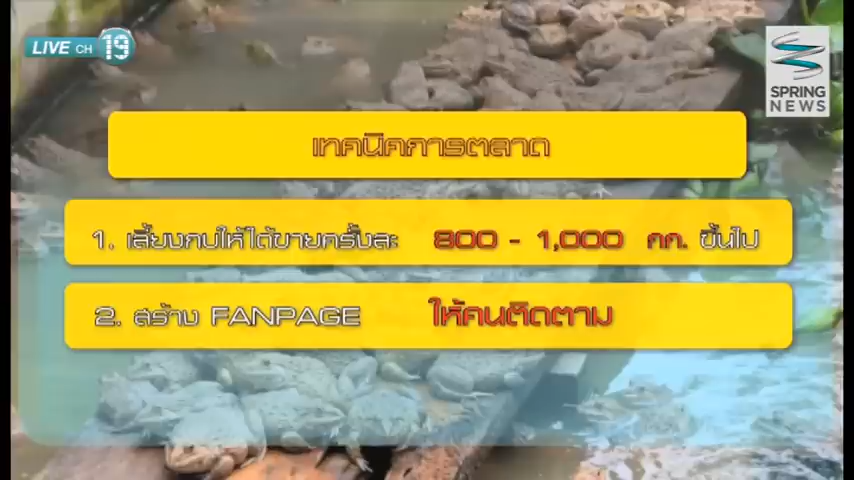 LIVE CH 19
SPRING
NEWS
เทคนิคการตลาด
1. เลี้ยงกบให้ได้ขายครั้งละ 800 - 1,000 กก. ขึ้นไป
2. สร้าง FANPAGE ให้คนติดตาม